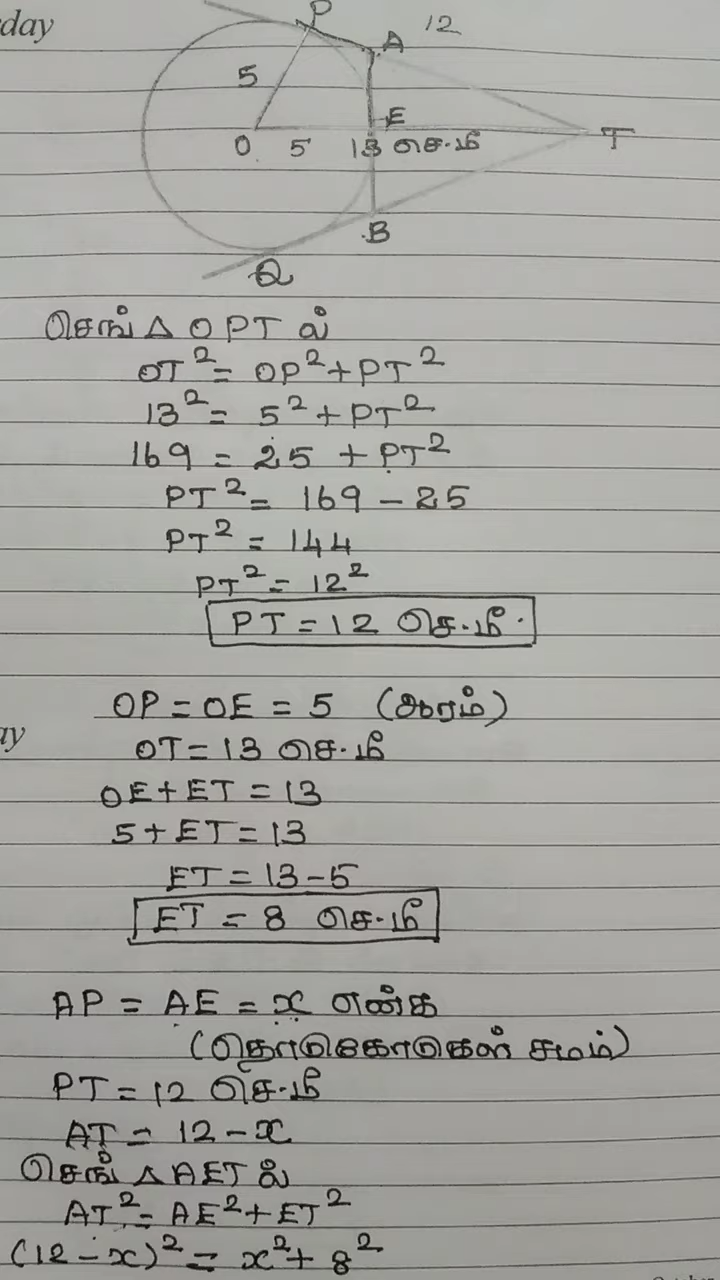 day
P
A 12
5
E
O 5 13 செ.மீ T
B
Q
செங் Δ OPT ல்
OT² = OP² + PT²
13² = 5² + PT²
169 = 25 + PT²
PT² = 169 - 25
PT² = 144
PT² = 12²
PT = 12 செ.மீ.
OP = OE = 5 (ஆரம்)
ay
OT = 13 செ.மீ
OE + ET = 13
5 + ET = 13
ET = 13 - 5
ET = 8 செ.மீ
AP = AE = x என்க
(தொடுகோடுகள் சமம்)
PT = 12 செ.மீ
AT = 12 - x
செங் Δ AET ல்
AT² = AE² + ET²
(12 - x)² = x² + 8²